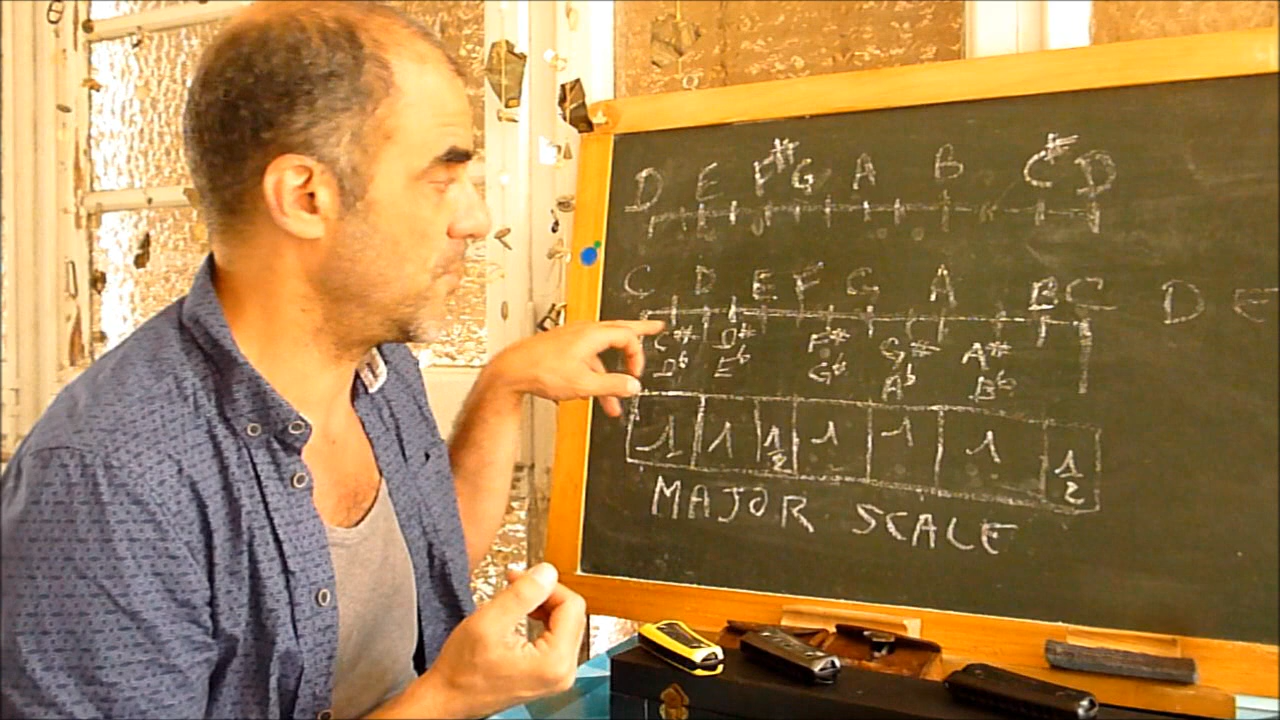 D E F# G A B C# D
C D E F G A B C D E
C# D# F# G# A#
Db Eb Gb Ab Bb
1 1 1/2 1 1 1 1/2
MAJOR SCALE